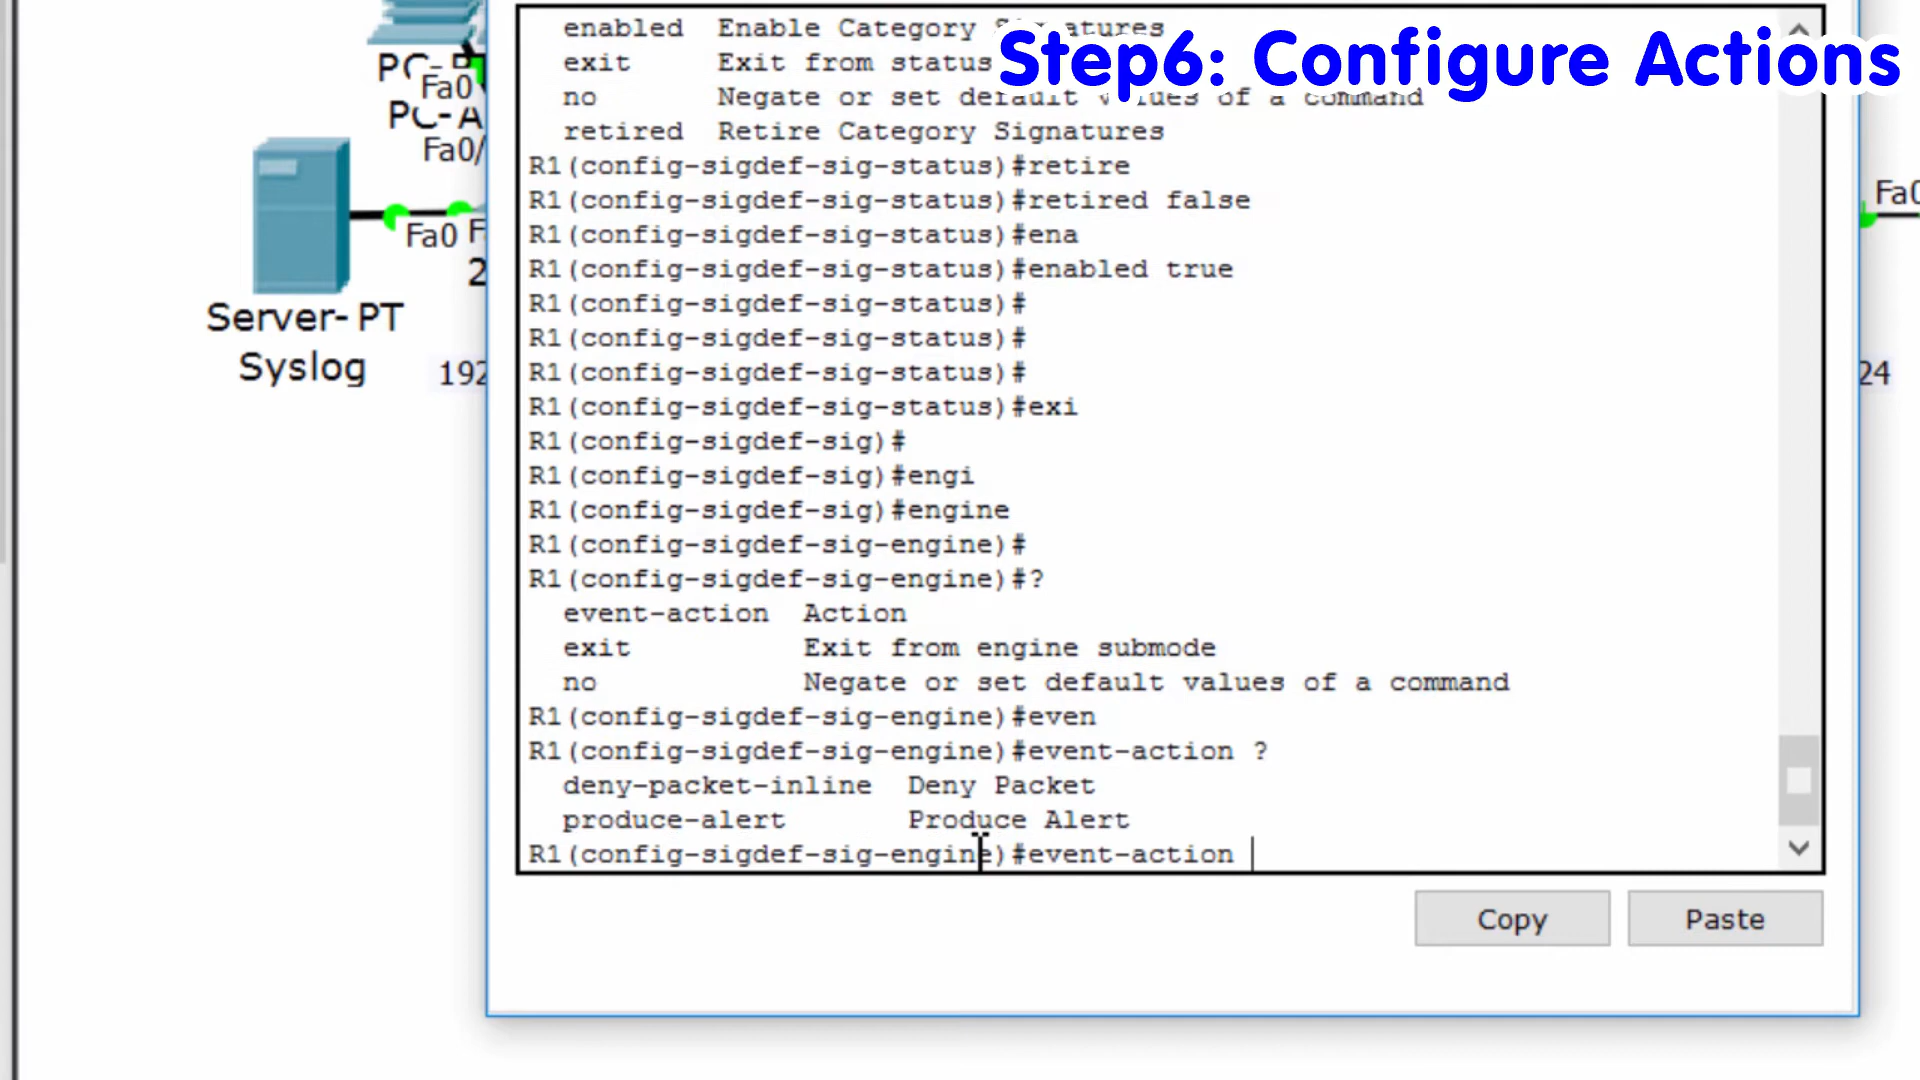 Step6: Configure Actions
enabled Enable Category Signatures
exit Exit from status
no Negate or set default values of a command
retired Retire Category Signatures
R1(config-sigdef-sig-status)#retire
R1(config-sigdef-sig-status)#retired false
R1(config-sigdef-sig-status)#ena
R1(config-sigdef-sig-status)#enabled true
R1(config-sigdef-sig-status)#
R1(config-sigdef-sig-status)#
R1(config-sigdef-sig-status)#
R1(config-sigdef-sig-status)#exi
R1(config-sigdef-sig)#
R1(config-sigdef-sig)#engi
R1(config-sigdef-sig)#engine
R1(config-sigdef-sig-engine)#
R1(config-sigdef-sig-engine)#?
event-action Action
exit Exit from engine submode
no Negate or set default values of a command
R1(config-sigdef-sig-engine)#even
R1(config-sigdef-sig-engine)#event-action ?
deny-packet-inline Deny Packet
produce-alert Produce Alert
R1(config-sigdef-sig-engine)#event-action
Copy
Paste
Fa0
PC-A
Fa0/
Fa0
Server-PT
Syslog
192
24